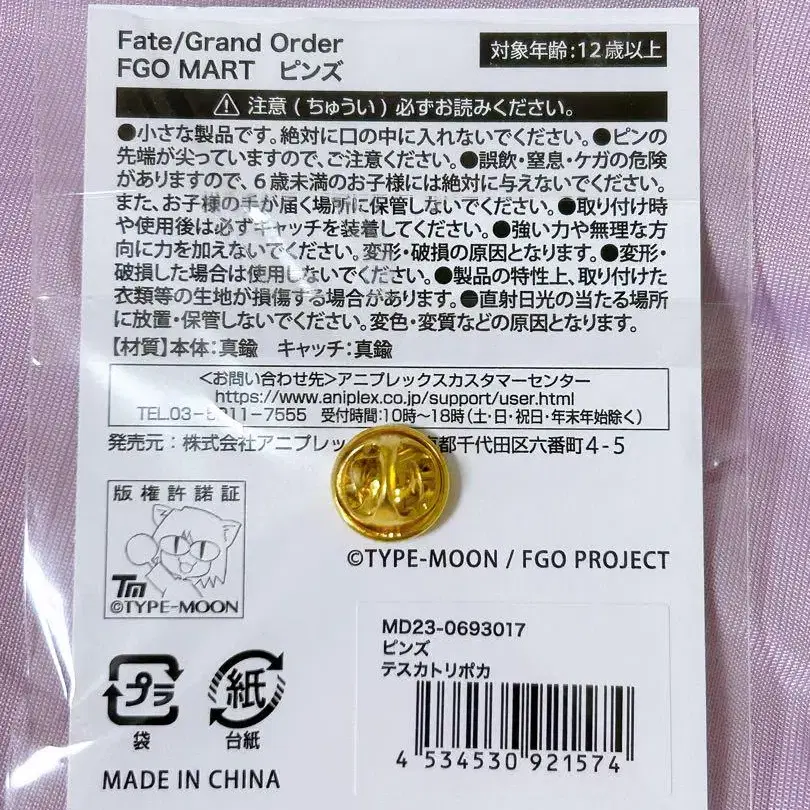 Fate/Grand Order
FGO MART ピンズ
対象年齢:12歳以上
⚠ 注意(ちゅうい)必ずお読みください。
●小さな製品です。絶対に口の中に入れないでください。●ピンの
先端が尖っていますので、ご注意ください。●誤飲・窒息・ケガの危険
がありますので、6歳未満のお子様には絶対に与えないでください。
また、お子様の手が届く場所に保管しないでください。●取り付け時
や使用後は必ずキャッチを装着してください。●強い力や無理な方
向に力を加えないでください。変形・破損の原因となります。●変形・
破損した場合は使用しないでください。●製品の特性上、取り付けた
衣類等の生地が損傷する場合があります。●直射日光の当たる場所
に放置・保管しないでください。変色・変質などの原因となります。
【材質】本体:真鍮 キャッチ:真鍮
<お問い合わせ先>アニプレックスカスタマーセンター
https://www.aniplex.co.jp/support/user.html
TEL.03-5211-7555 受付時間:10時〜18時(土・日・祝日・年末年始除く)
発売元:株式会社アニプレッ 都千代田区六番町4-5
版権許諾証
TM
©TYPE-MOON
©TYPE-MOON / FGO PROJECT
MD23-0693017
ピンズ
テスカトリポカ
4 534530 921574
プラ
袋
紙
台紙
MADE IN CHINA